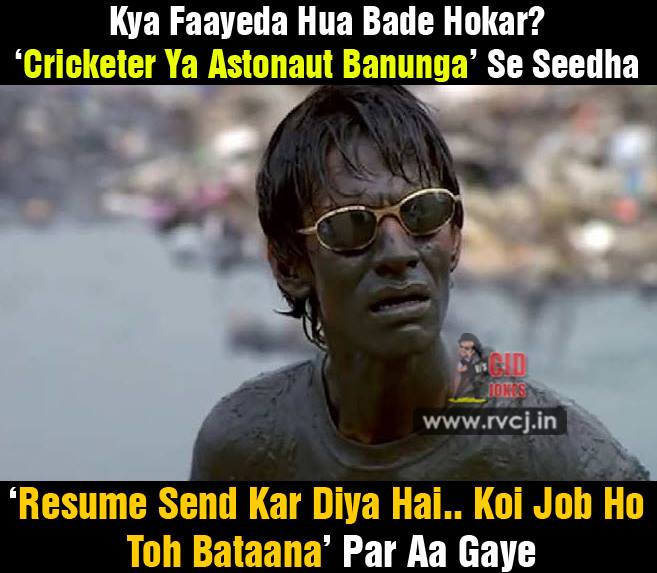 Kya Faayeda Hua Bade Hokar?
‘Cricketer Ya Astonaut Banunga’ Se Seedha
R'S CID
JOKES
www.rvcj.in
‘Resume Send Kar Diya Hai.. Koi Job Ho
Toh Bataana’ Par Aa Gaye